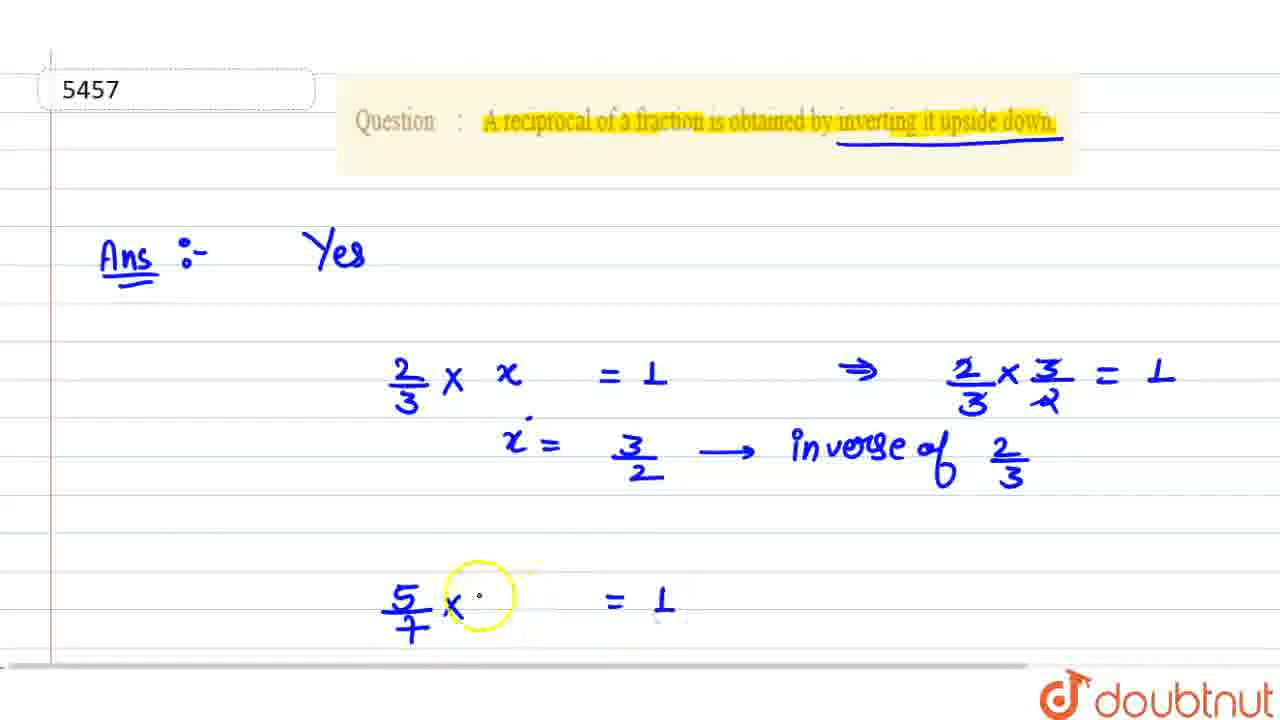 5457
Question : A reciprocal of a fraction is obtained by inverting it upside down.
Ans :- Yes
2/3 × x = 1 ⇒ 2/3 × 3/2 = 1
x = 3/2 → inverse of 2/3
5/7 × = 1
doubtnut